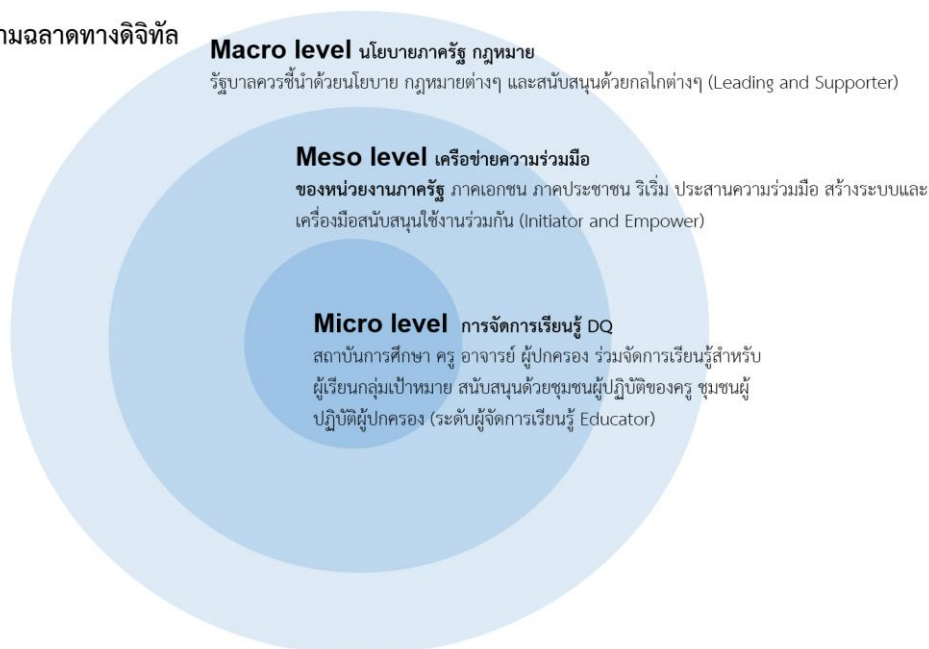 ฉลาดทางดิจิทัล
Macro level นโยบายภาครัฐ กฎหมาย
รัฐบาลควรชี้นำด้วยนโยบาย กฎหมายต่างๆ และสนับสนุนด้วยกลไกต่างๆ (Leading and Supporter)
Meso level เครือข่ายความร่วมมือ
ของหน่วยงานภาครัฐ ภาคเอกชน ภาคประชาชน ริเริ่ม ประสานความร่วมมือ สร้างระบบและ
เครื่องมือสนับสนุนใช้งานร่วมกัน (Initiator and Empower)
Micro level การจัดการเรียนรู้ DQ
สถาบันการศึกษา ครู อาจารย์ ผู้ปกครอง ร่วมจัดการเรียนรู้สำหรับ
ผู้เรียนกลุ่มเป้าหมาย สนับสนุนด้วยชุมชนผู้ปฏิบัติของครู ชุมชนผู้
ปฏิบัติผู้ปกครอง (ระดับผู้จัดการเรียนรู้ Educator)